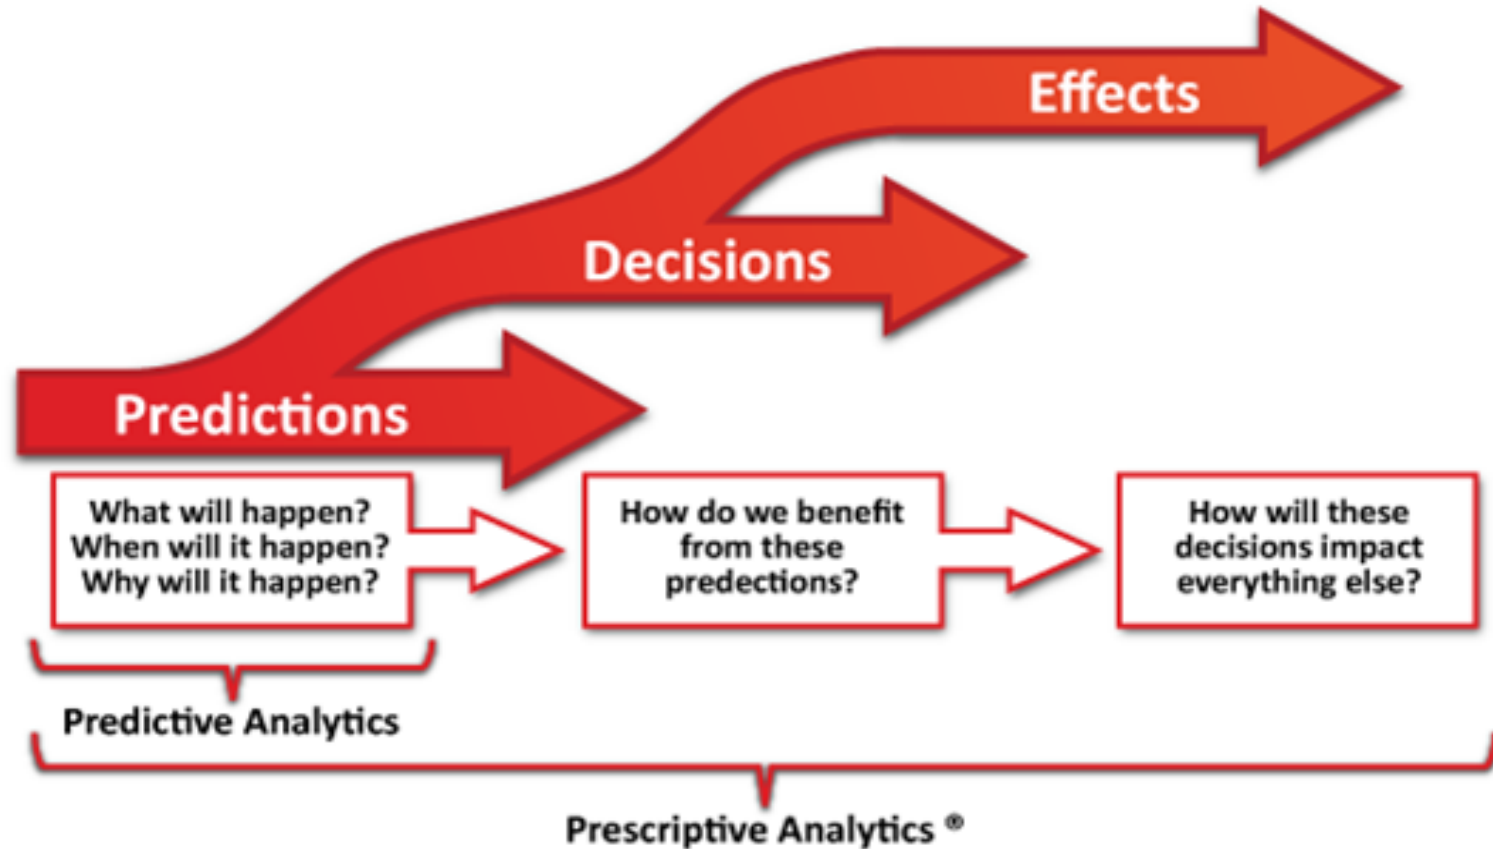 Effects
Decisions
Predictions
What will happen?
When will it happen?
Why will it happen?
How do we benefit
from these
predections?
How will these
decisions impact
everything else?
Predictive Analytics
Prescriptive Analytics ®